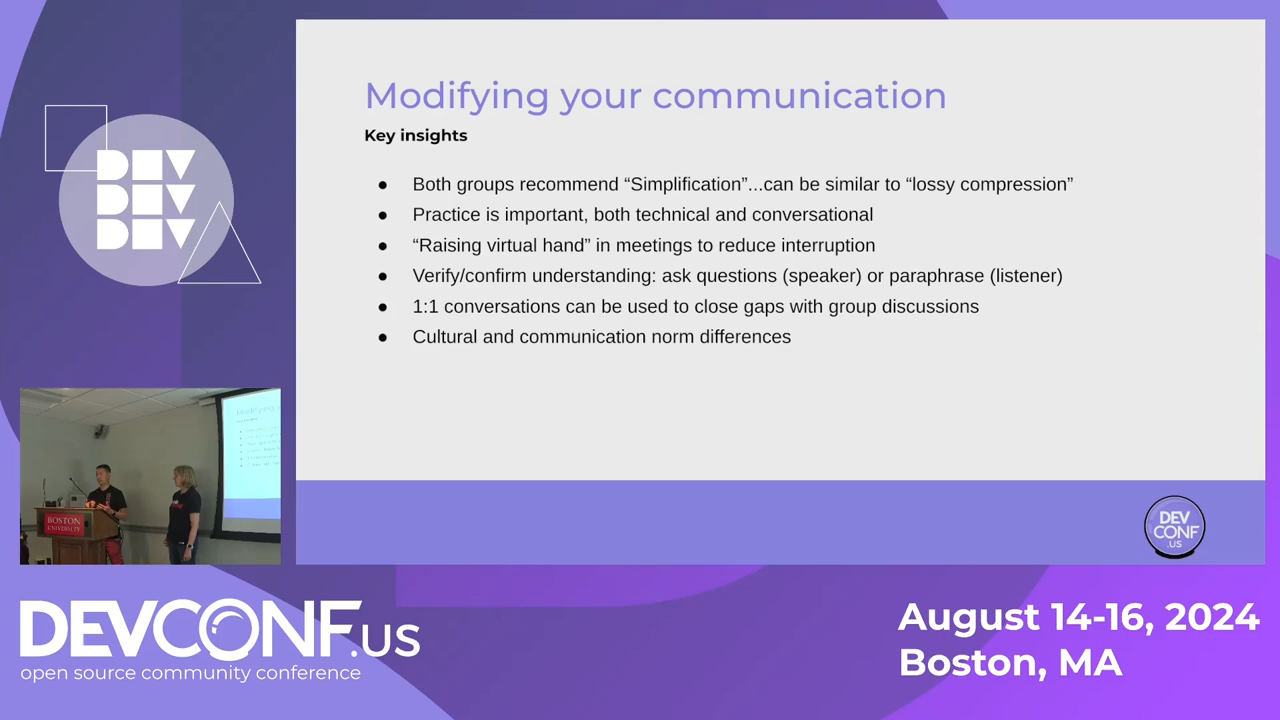 DEV
DEV
DEV
Modifying your communication
Key insights
● Both groups recommend “Simplification”...can be similar to “lossy compression”
● Practice is important, both technical and conversational
● “Raising virtual hand” in meetings to reduce interruption
● Verify/confirm understanding: ask questions (speaker) or paraphrase (listener)
● 1:1 conversations can be used to close gaps with group discussions
● Cultural and communication norm differences
BOSTON
UNIVERSITY
DEV
CONF
.US
DEVCONF.US
open source community conference
August 14-16, 2024
Boston, MA